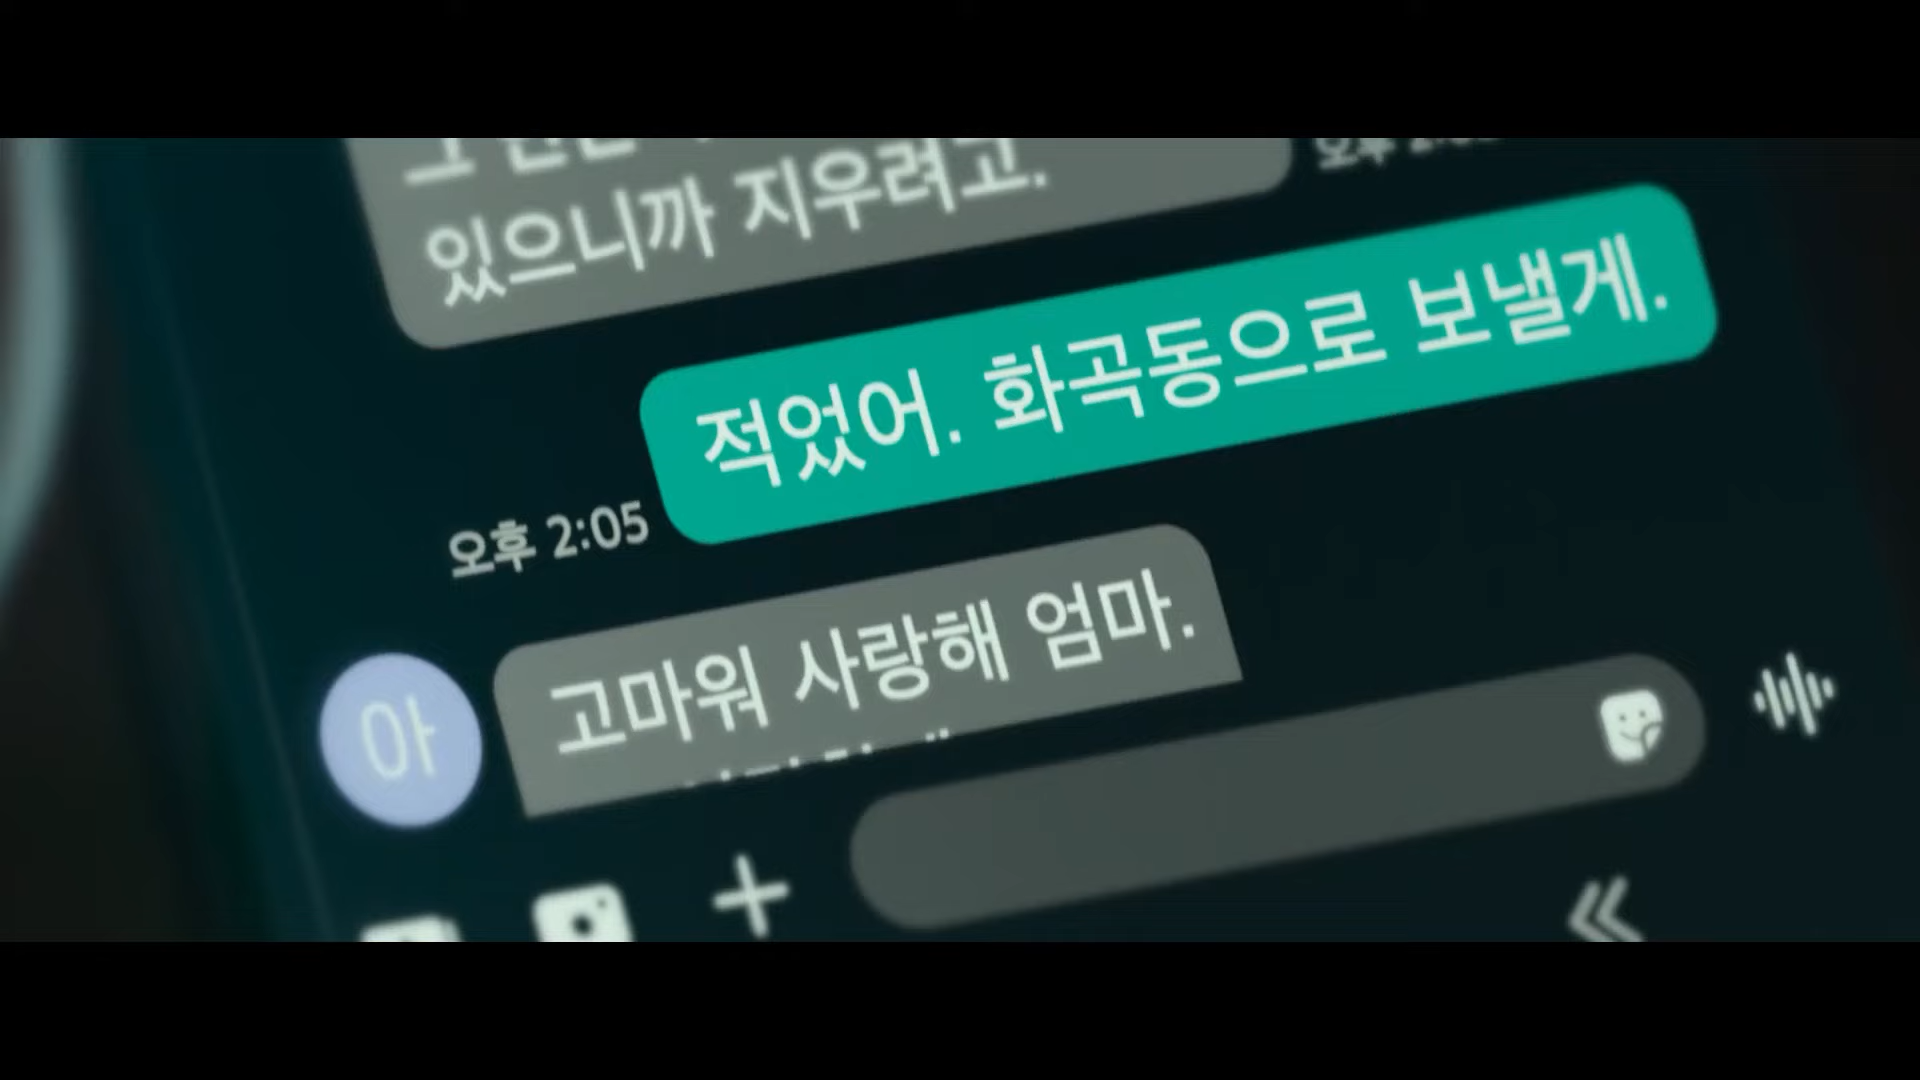 있으니까 지우려고.
적었어. 화곡동으로 보낼게.
오후 2:05
아
고마워 사랑해 엄마.